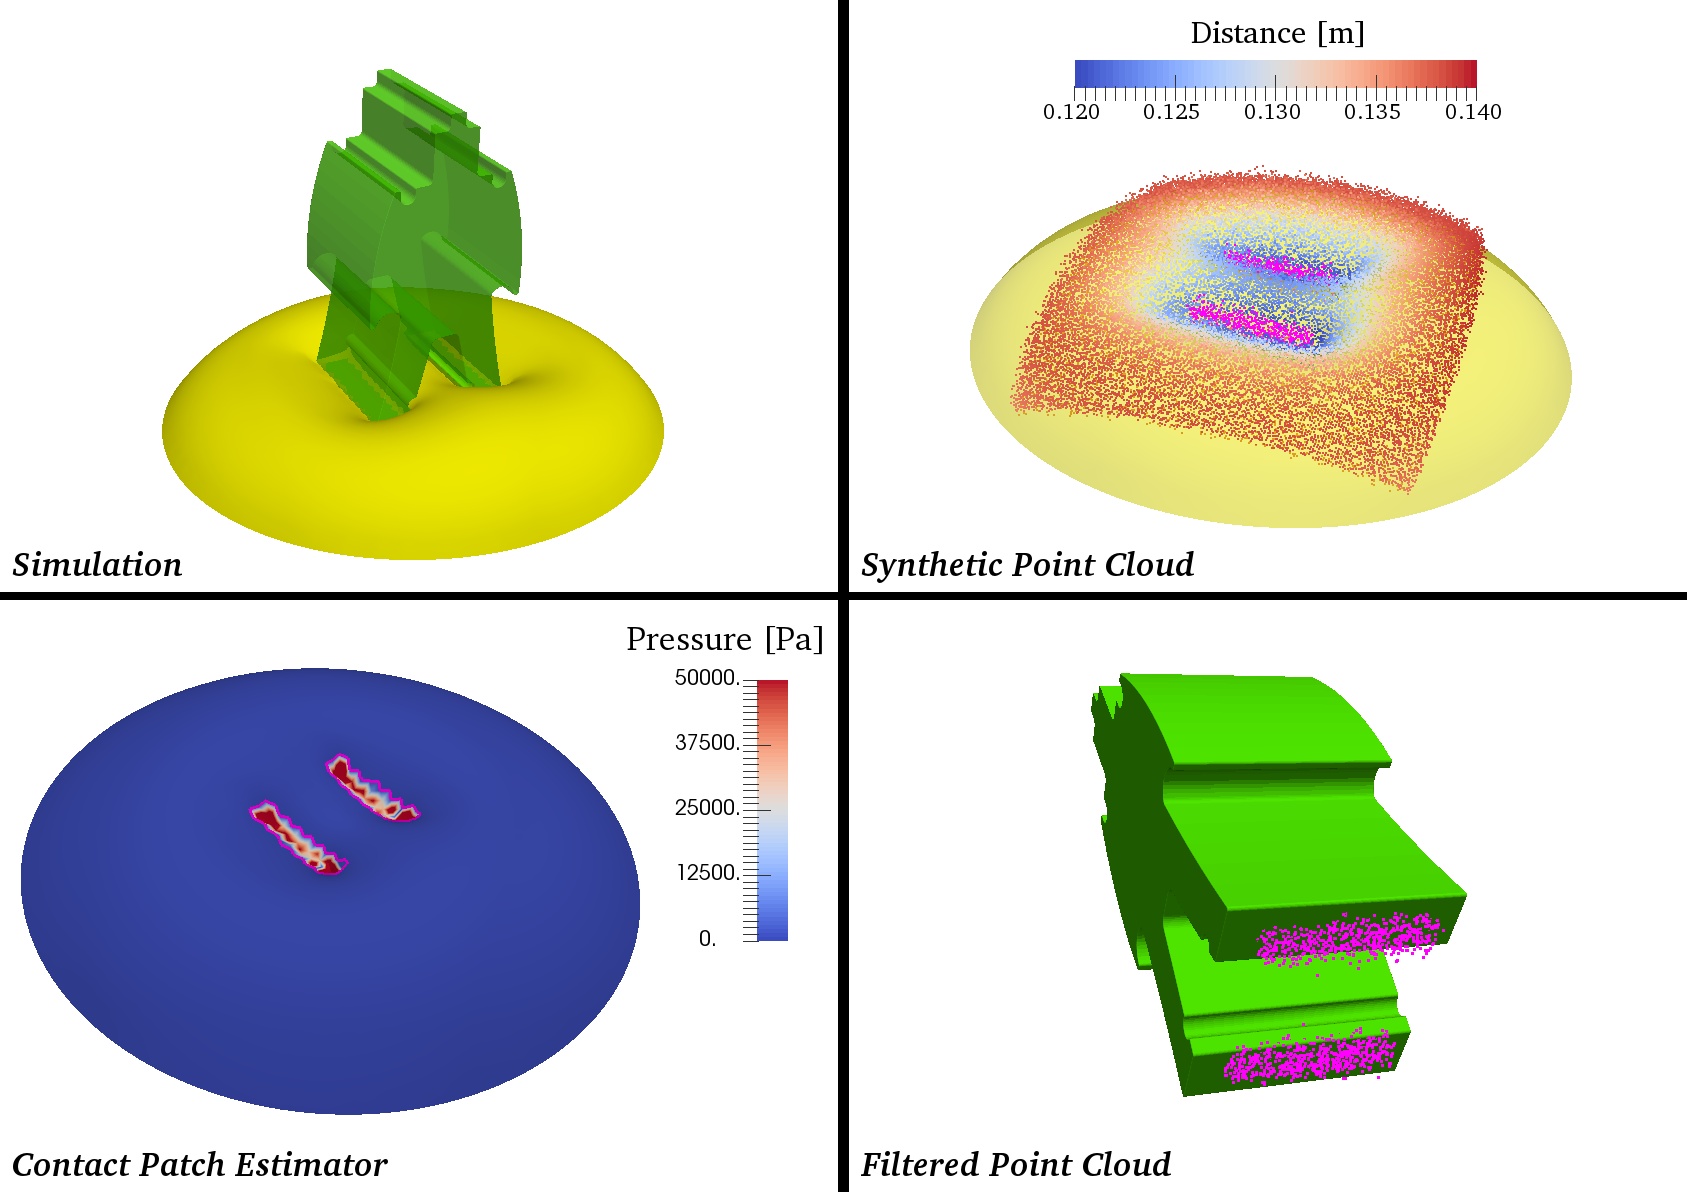 Simulation
Distance [m]
0.120 0.125 0.130 0.135 0.140
Synthetic Point Cloud
Pressure [Pa]
50000.
37500.
25000.
12500.
0.
Contact Patch Estimator
Filtered Point Cloud